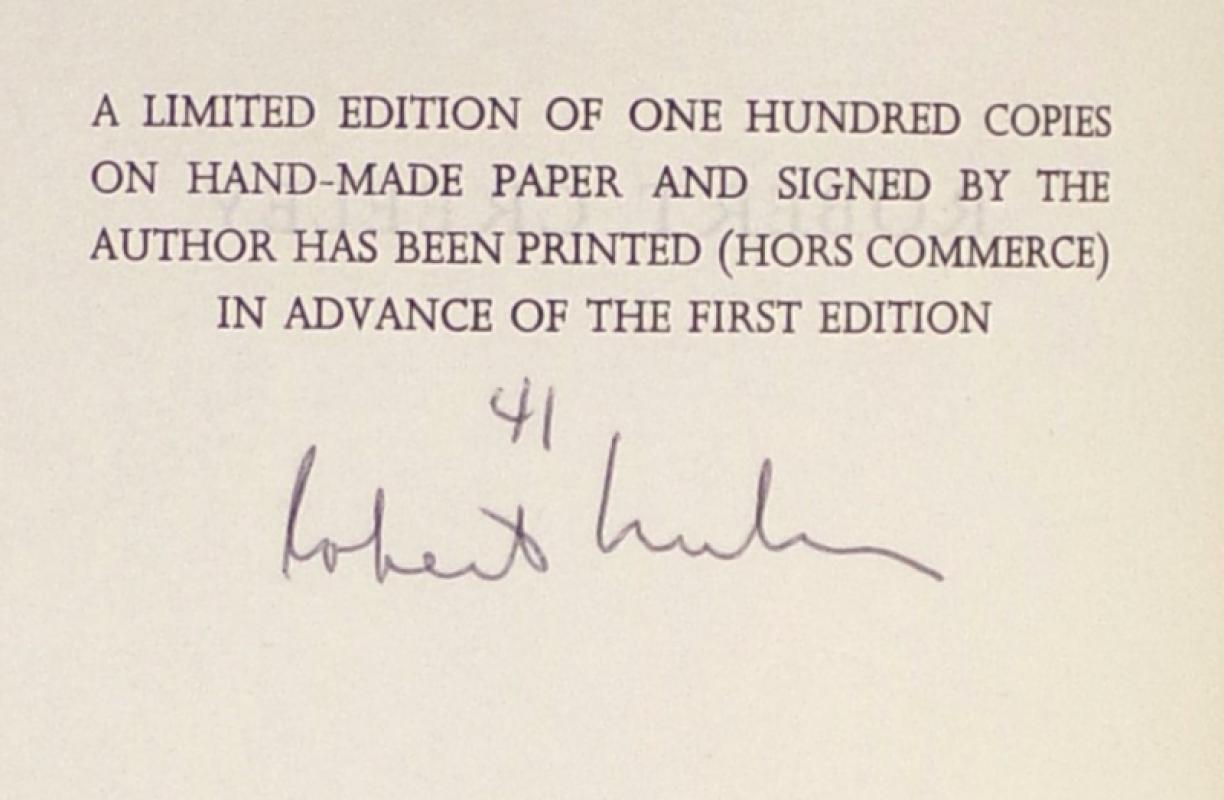 A LIMITED EDITION OF ONE HUNDRED COPIES
ON HAND-MADE PAPER AND SIGNED BY THE
AUTHOR HAS BEEN PRINTED (HORS COMMERCE)
IN ADVANCE OF THE FIRST EDITION
41
Robert